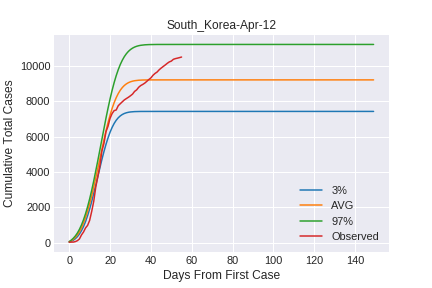 South_Korea-Apr-12
Cumulative Total Cases
10000
8000
6000
4000
2000
0
3%
AVG
97%
Observed
0 20 40 60 80 100 120 140
Days From First Case